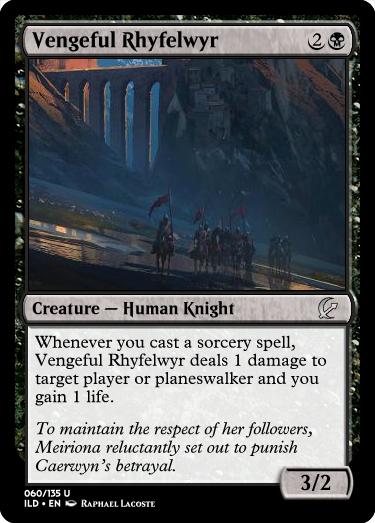 Vengeful Rhyfelwyr 2
Creature — Human Knight
Whenever you cast a sorcery spell,
Vengeful Rhyfelwyr deals 1 damage to
target player or planeswalker and you
gain 1 life.
To maintain the respect of her followers,
Meiriona reluctantly set out to punish
Caerwyn's betrayal.
3/2
060/135 U
ILD • EN Raphael Lacoste